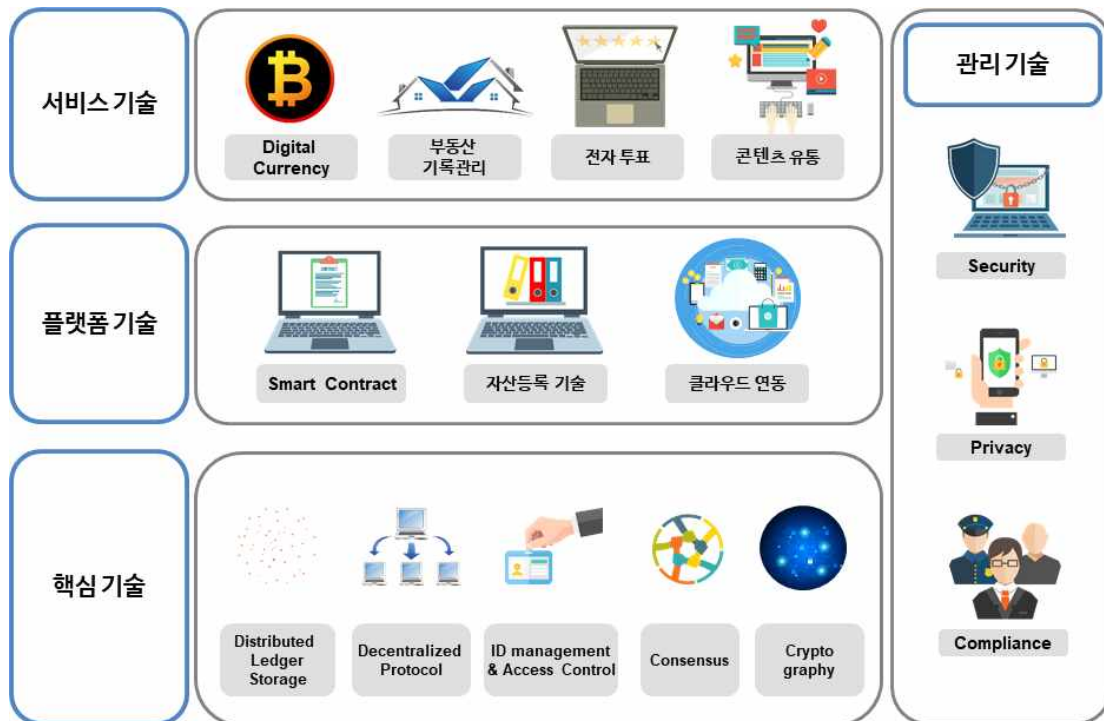 서비스 기술
Digital
Currency
부동산
기록관리
전자 투표
콘텐츠 유통
플랫폼 기술
Smart Contract
자산등록 기술
클라우드 연동
핵심 기술
Distributed
Ledger
Storage
Decentralized
Protocol
ID management
& Access Control
Consensus
Crypto
graphy
관리 기술
Security
Privacy
Compliance